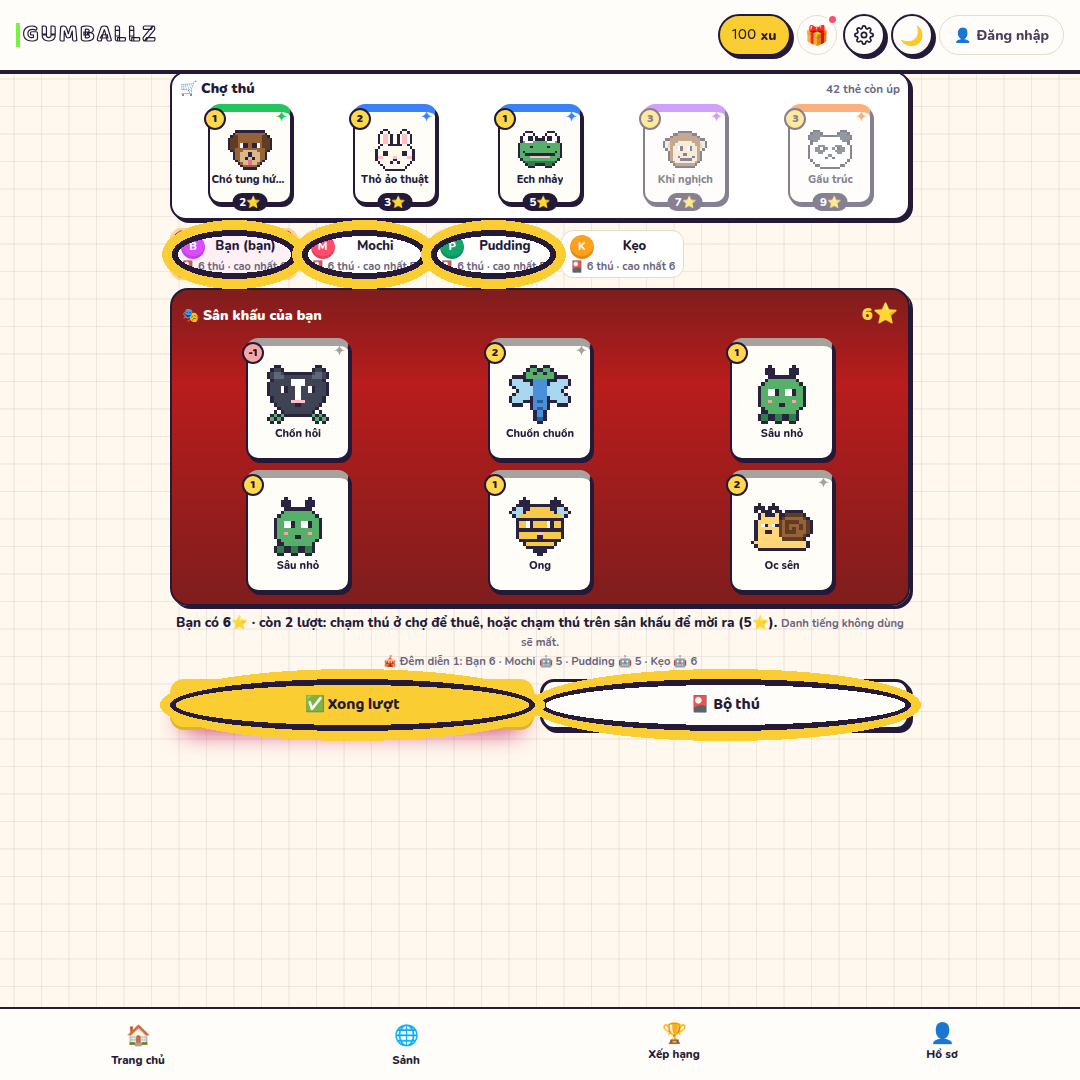 GUMBALLZ
100 xu
Đăng nhập
Chợ thú
42 thẻ còn úp
1
Chó tung hứ...
2
2
Thỏ ảo thuật
3
1
Ech nhảy
5
3
Khỉ nghịch
7
3
Gấu trúc
9
B
Bạn (bạn)
6 thú · cao nhất
M
Mochi
6 thú · cao nhất
P
Pudding
6 thú · cao nhất
K
Kẹo
6 thú · cao nhất 6
Sân khấu của bạn
6
-1
Chồn hôi
2
Chuồn chuồn
1
Sâu nhỏ
1
Sâu nhỏ
1
Ong
2
Oc sên
Bạn có 6⭐ · còn 2 lượt: chạm thú ở chợ để thuê, hoặc chạm thú trên sân khấu để mời ra (5⭐). Danh tiếng không dùng
sẽ mất.
Đêm diễn 1: Bạn 6 · Mochi 🤖 5 · Pudding 🤖 5 · Kẹo 🤖 6
Xong lượt
Bộ thú
Trang chủ
Sảnh
Xếp hạng
Hồ sơ